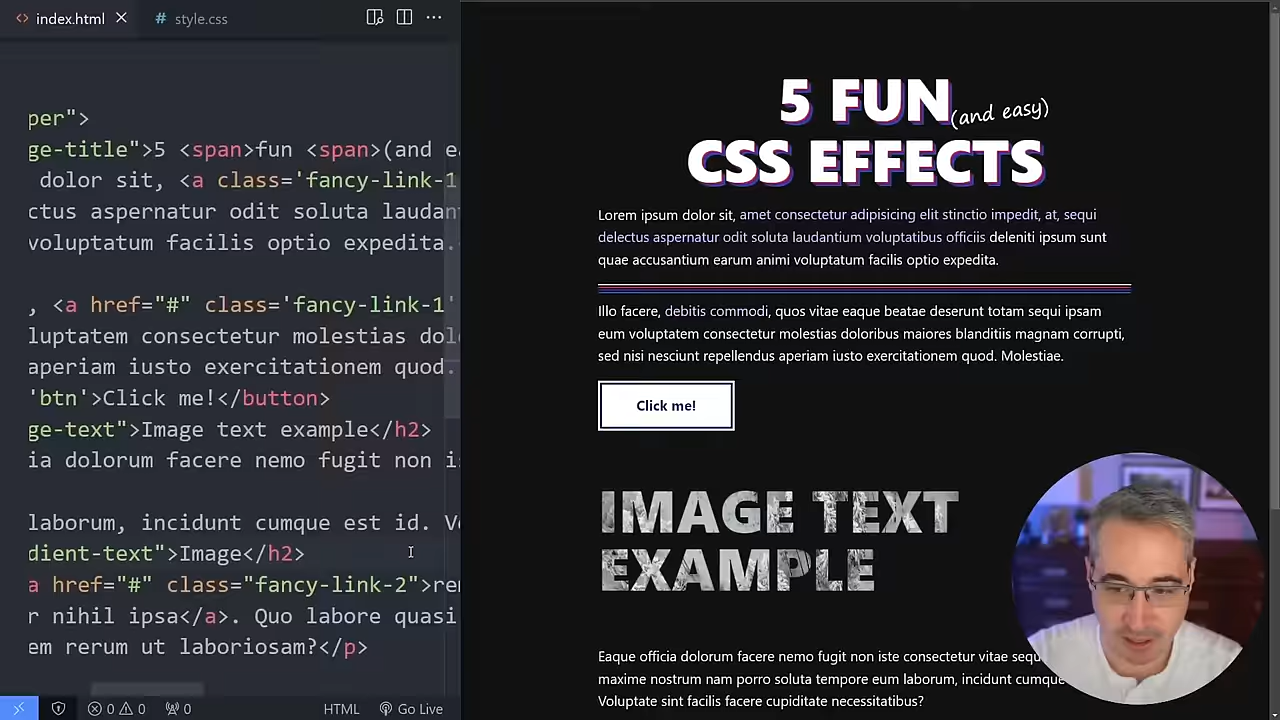 index.html
style.css
per">
ge-title">5 <span>fun <span>(and ea
dolor sit, <a class='fancy-link-1
ctus aspernatur odit soluta laudant
voluptatum facilis optio expedita.
, <a href="#" class='fancy-link-1'
luptatem consectetur molestias dolo
aperiam iusto exercitationem quod.
'btn'>Click me!</button>
ge-text">Image text example</h2>
ia dolorum facere nemo fugit non is
laborum, incidunt cumque est id. Vo
dient-text">Image</h2>
a href="#" class="fancy-link-2">rem
r nihil ipsa</a>. Quo labore quasi
em rerum ut laboriosam?</p>
0 0 0
HTML
Go Live
5 FUN (and easy)
CSS EFFECTS
Lorem ipsum dolor sit, amet consectetur adipisicing elit stinctio impedit, at, sequi
delectus aspernatur odit soluta laudantium voluptatibus officiis deleniti ipsum sunt
quae accusantium earum animi voluptatum facilis optio expedita.
Illo facere, debitis commodi, quos vitae eaque beatae deserunt totam sequi ipsam
eum voluptatem consectetur molestias doloribus maiores blanditiis magnam corrupti,
sed nisi nesciunt repellendus aperiam iusto exercitationem quod. Molestiae.
Click me!
IMAGE TEXT
EXAMPLE
Eaque officia dolorum facere nemo fugit non iste consectetur vitae sequ
maxime nostrum nam porro soluta tempore eum laborum, incidunt cumque
Voluptate sint facilis facere cupiditate necessitatibus?